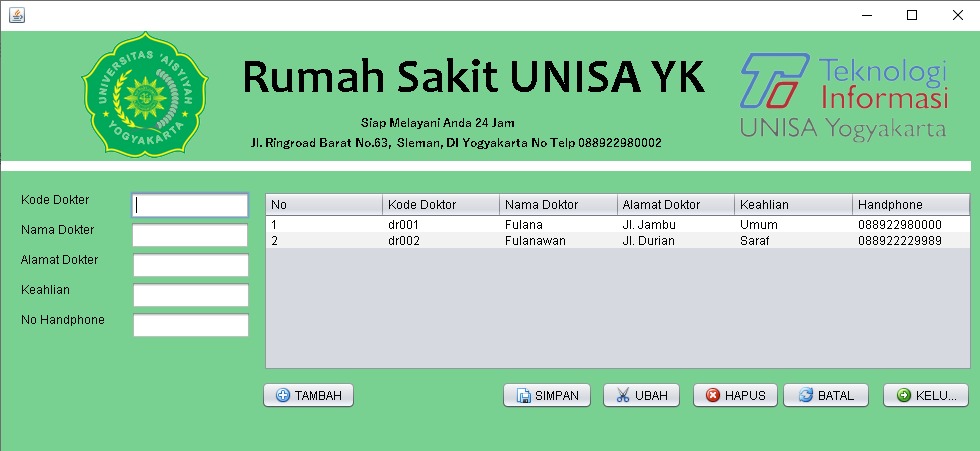 UNIVERSITAS 'AISYIYAH
YOGYAKARTA
Rumah Sakit UNISA YK
Siap Melayani Anda 24 Jam
Jl. Ringroad Barat No.63, Sleman, DI Yogyakarta No Telp 088922980002
Teknologi
Informasi
UNISA Yogyakarta
Kode Dokter
Nama Dokter
Alamat Dokter
Keahlian
No Handphone
No Kode Doktor Nama Doktor Alamat Doktor Keahlian Handphone
1 dr001 Fulana Jl. Jambu Umum 088922980000
2 dr002 Fulanawan Jl. Durian Saraf 088922229989
TAMBAH SIMPAN UBAH HAPUS BATAL KELU...